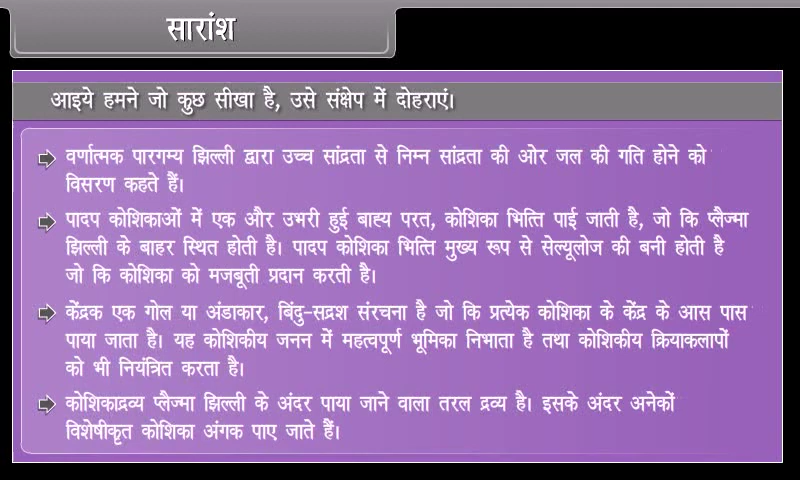 सारांश
आइये हमने जो कुछ सीखा है, उसे संक्षेप में दोहराएं।
वर्णात्मक पारगम्य झिल्ली द्वारा उच्च सांद्रता से निम्न सांद्रता की ओर जल की गति होने को
विसरण कहते हैं।
पादप कोशिकाओं में एक और उभरी हुई बाह्य परत, कोशिका भित्ति पाई जाती है, जो कि प्लैज्मा
झिल्ली के बाहर स्थित होती है। पादप कोशिका भित्ति मुख्य रूप से सेल्यूलोज की बनी होती है
जो कि कोशिका को मजबूती प्रदान करती है।
केंद्रक एक गोल या अंडाकार, बिंदु-सद्रश संरचना है जो कि प्रत्येक कोशिका के केंद्र के आस पास
पाया जाता है। यह कोशिकीय जनन में महत्वपूर्ण भूमिका निभाता है तथा कोशिकीय क्रियाकलापों
को भी नियंत्रित करता है।
कोशिकाद्रव्य प्लैज्मा झिल्ली के अंदर पाया जाने वाला तरल द्रव्य है। इसके अंदर अनेकों
विशेषीकृत कोशिका अंगक पाए जाते हैं।